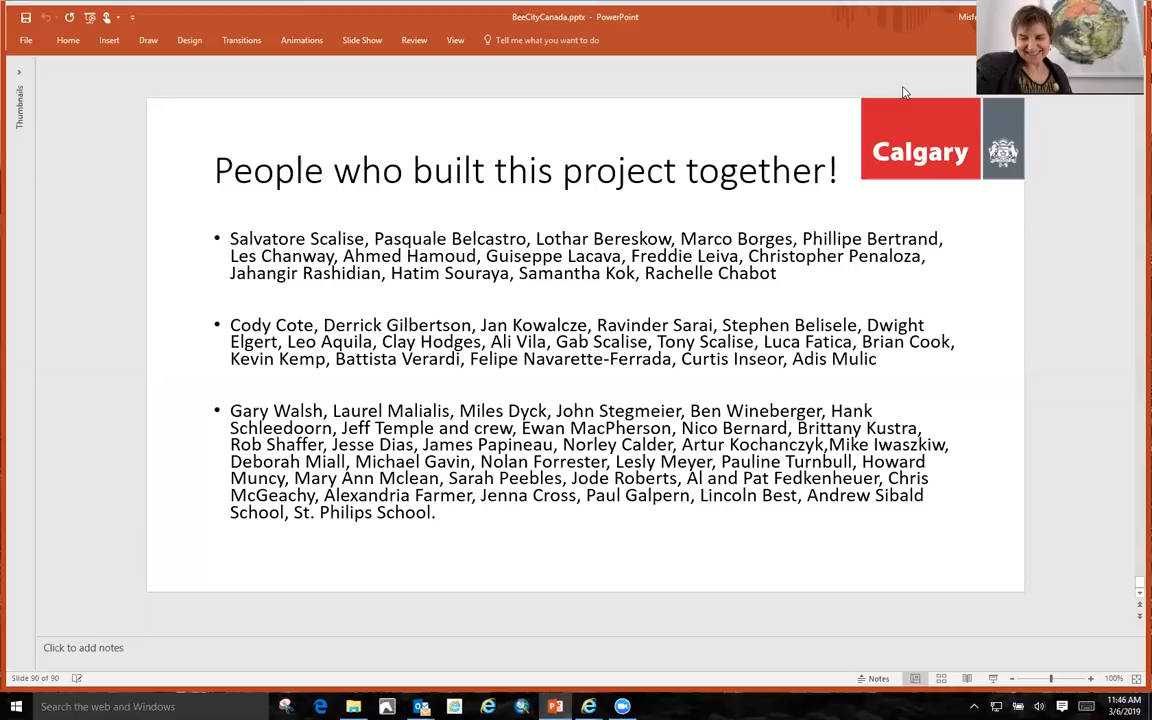 BeeCityCanada.pptx - PowerPoint
Misfe
File Home Insert Draw Design Transitions Animations Slide Show Review View Tell me what you want to do
Thumbnails
Calgary
People who built this project together!
• Salvatore Scalise, Pasquale Belcastro, Lothar Bereskow, Marco Borges, Phillipe Bertrand,
Les Chanway, Ahmed Hamoud, Guiseppe Lacava, Freddie Leiva, Christopher Penaloza,
Jahangir Rashidian, Hatim Souraya, Samantha Kok, Rachelle Chabot
• Cody Cote, Derrick Gilbertson, Jan Kowalcze, Ravinder Sarai, Stephen Belisele, Dwight
Elgert, Leo Aquila, Clay Hodges, Ali Vila, Gab Scalise, Tony Scalise, Luca Fatica, Brian Cook,
Kevin Kemp, Battista Verardi, Felipe Navarette-Ferrada, Curtis Inseor, Adis Mulic
• Gary Walsh, Laurel Malialis, Miles Dyck, John Stegmeier, Ben Wineberger, Hank
Schleedoorn, Jeff Temple and crew, Ewan MacPherson, Nico Bernard, Brittany Kustra,
Rob Shaffer, Jesse Dias, James Papineau, Norley Calder, Artur Kochanczyk,Mike Iwaszkiw,
Deborah Miall, Michael Gavin, Nolan Forrester, Lesly Meyer, Pauline Turnbull, Howard
Muncy, Mary Ann Mclean, Sarah Peebles, Jode Roberts, Al and Pat Fedkenheuer, Chris
McGeachy, Alexandria Farmer, Jenna Cross, Paul Galpern, Lincoln Best, Andrew Sibald
School, St. Philips School.
Click to add notes
Slide 90 of 90
Notes
100%
Search the web and Windows
11:46 AM
3/6/2019